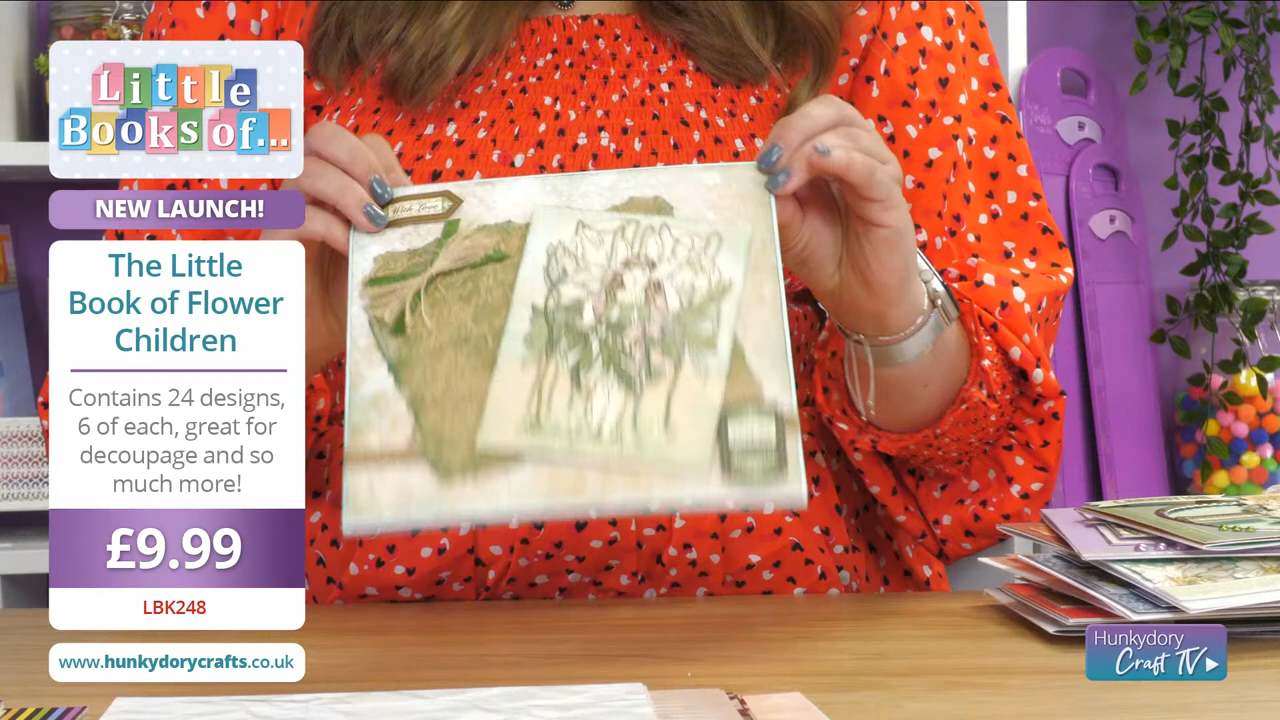 Little
Books of...
NEW LAUNCH!
The Little
Book of Flower
Children
Contains 24 designs,
6 of each, great for
decoupage and so
much more!
£9.99
LBK248
www.hunkydorycrafts.co.uk
With Love
Hunkydory
Craft TV